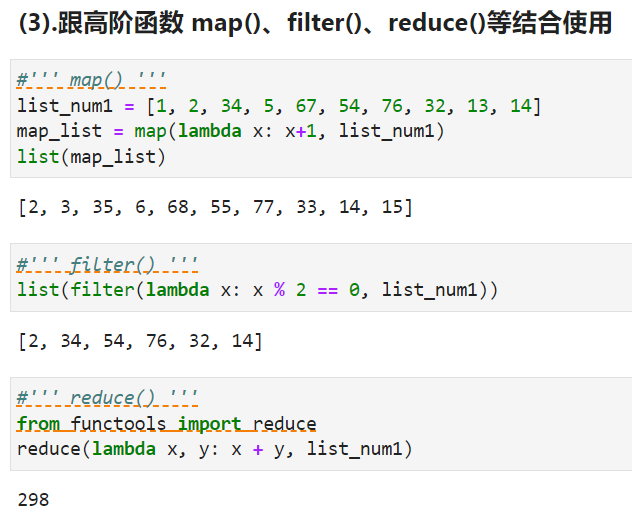 (3).跟高阶函数 map()、filter()、reduce()等结合使用
#''' map() '''
list_num1 = [1, 2, 34, 5, 67, 54, 76, 32, 13, 14]
map_list = map(lambda x: x+1, list_num1)
list(map_list)
[2, 3, 35, 6, 68, 55, 77, 33, 14, 15]
#''' filter() '''
list(filter(lambda x: x % 2 == 0, list_num1))
[2, 34, 54, 76, 32, 14]
#''' reduce() '''
from functools import reduce
reduce(lambda x, y: x + y, list_num1)
298